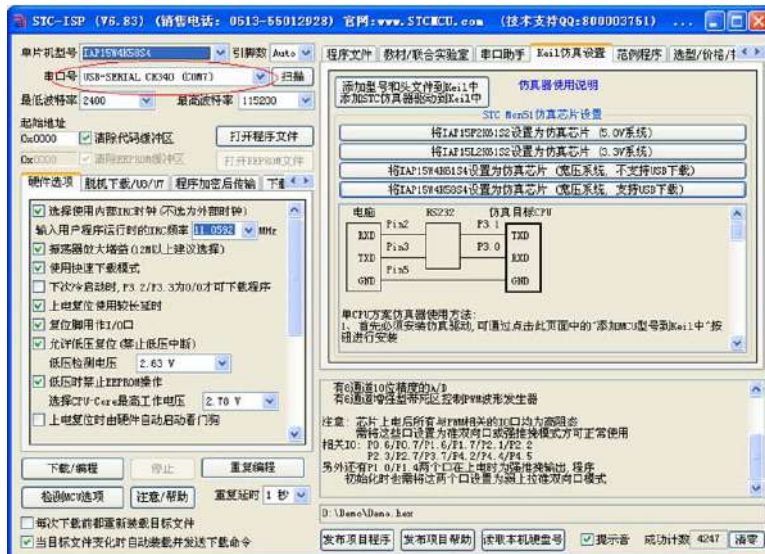 STC-ISP (V6.83) (销售电话: 0513-55012928) 官网:www.STCMCU.com (技术支持QQ:800003751) ...
单片机型号 IAP15W4K58S4 引脚数 Auto
串口号 USB-SERIAL CH340 (COM7) 扫描
最低波特率 2400 最高波特率 115200
起始地址
0x0000 清除代码缓冲区 打开程序文件
0x0000 清除EEPROM缓冲区 打开EEPROM文件
硬件选项 脱机下载/U8/U7 程序加密后传输
选择使用内部IRC时钟(不选为外部时钟)
输入用户程序运行时的IRC频率 11.0592 MHz
振荡器放大增益(12M以上建议选择)
使用快速下载模式
下次冷启动时, P3.2/P3.3为0/0才可下载程序
上电复位使用较长延时
复位脚用作I/O口
允许低压复位(禁止低压中断)
低压检测电压 2.63 V
低压时禁止EEPROM操作
选择CPU-Core最高工作电压 2.70 V
上电复位时由硬件自动启动看门狗
下载/编程 停止 重复编程
检测MCU选项 注意/帮助 重复延时 1 秒
每次下载前都重新装载目标文件
当目标文件变化时自动装载并发送下载命令
程序文件 教材/联合实验室 串口助手 Keil仿真设置 范例程序 选型/价格/
添加型号和头文件到Keil中
添加STC仿真器驱动到Keil中
仿真器使用说明
STC Mon51仿真芯片设置
将IAP15F2K61S2设置为仿真芯片 (5.0V系统)
将IAP15L2K61S2设置为仿真芯片 (3.3V系统)
将IAP15W4K61S4设置为仿真芯片 (宽压系统, 不支持USB下载)
将IAP15W4K58S4设置为仿真芯片 (宽压系统, 支持USB下载)
电脑 RS232 仿真目标CPU
RXD Pin2 P3.1 TXD
TXD Pin3 P3.0 RXD
GND Pin5 GND
单CPU方案仿真器使用方法:
1、首先必须安装仿真驱动,可通过点击此页面中的"添加MCU型号到Keil中"按
钮进行安装
有8通道10位精度的A/D
有6通道增强型带死区控制PWM波形发生器
注意: 芯片上电后所有与PWM相关的IO口均为高阻态
需将这些口设置为准双向口或强推挽模式方可正常使用
相关IO: P0.6/P0.7/P1.6/P1.7/P2.1/P2.2
P2.3/P2.7/P3.7/P4.2/P4.4/P4.5
另外还有P1.0/P1.4两个口在上电时为强推挽输出,程序
初始化时也需将这两个口设置为弱上拉准双向口模式
D:\Demo\Demo.hex
发布项目程序 发布项目帮助 读取本机硬盘号 提示音 成功计数 4247 清零